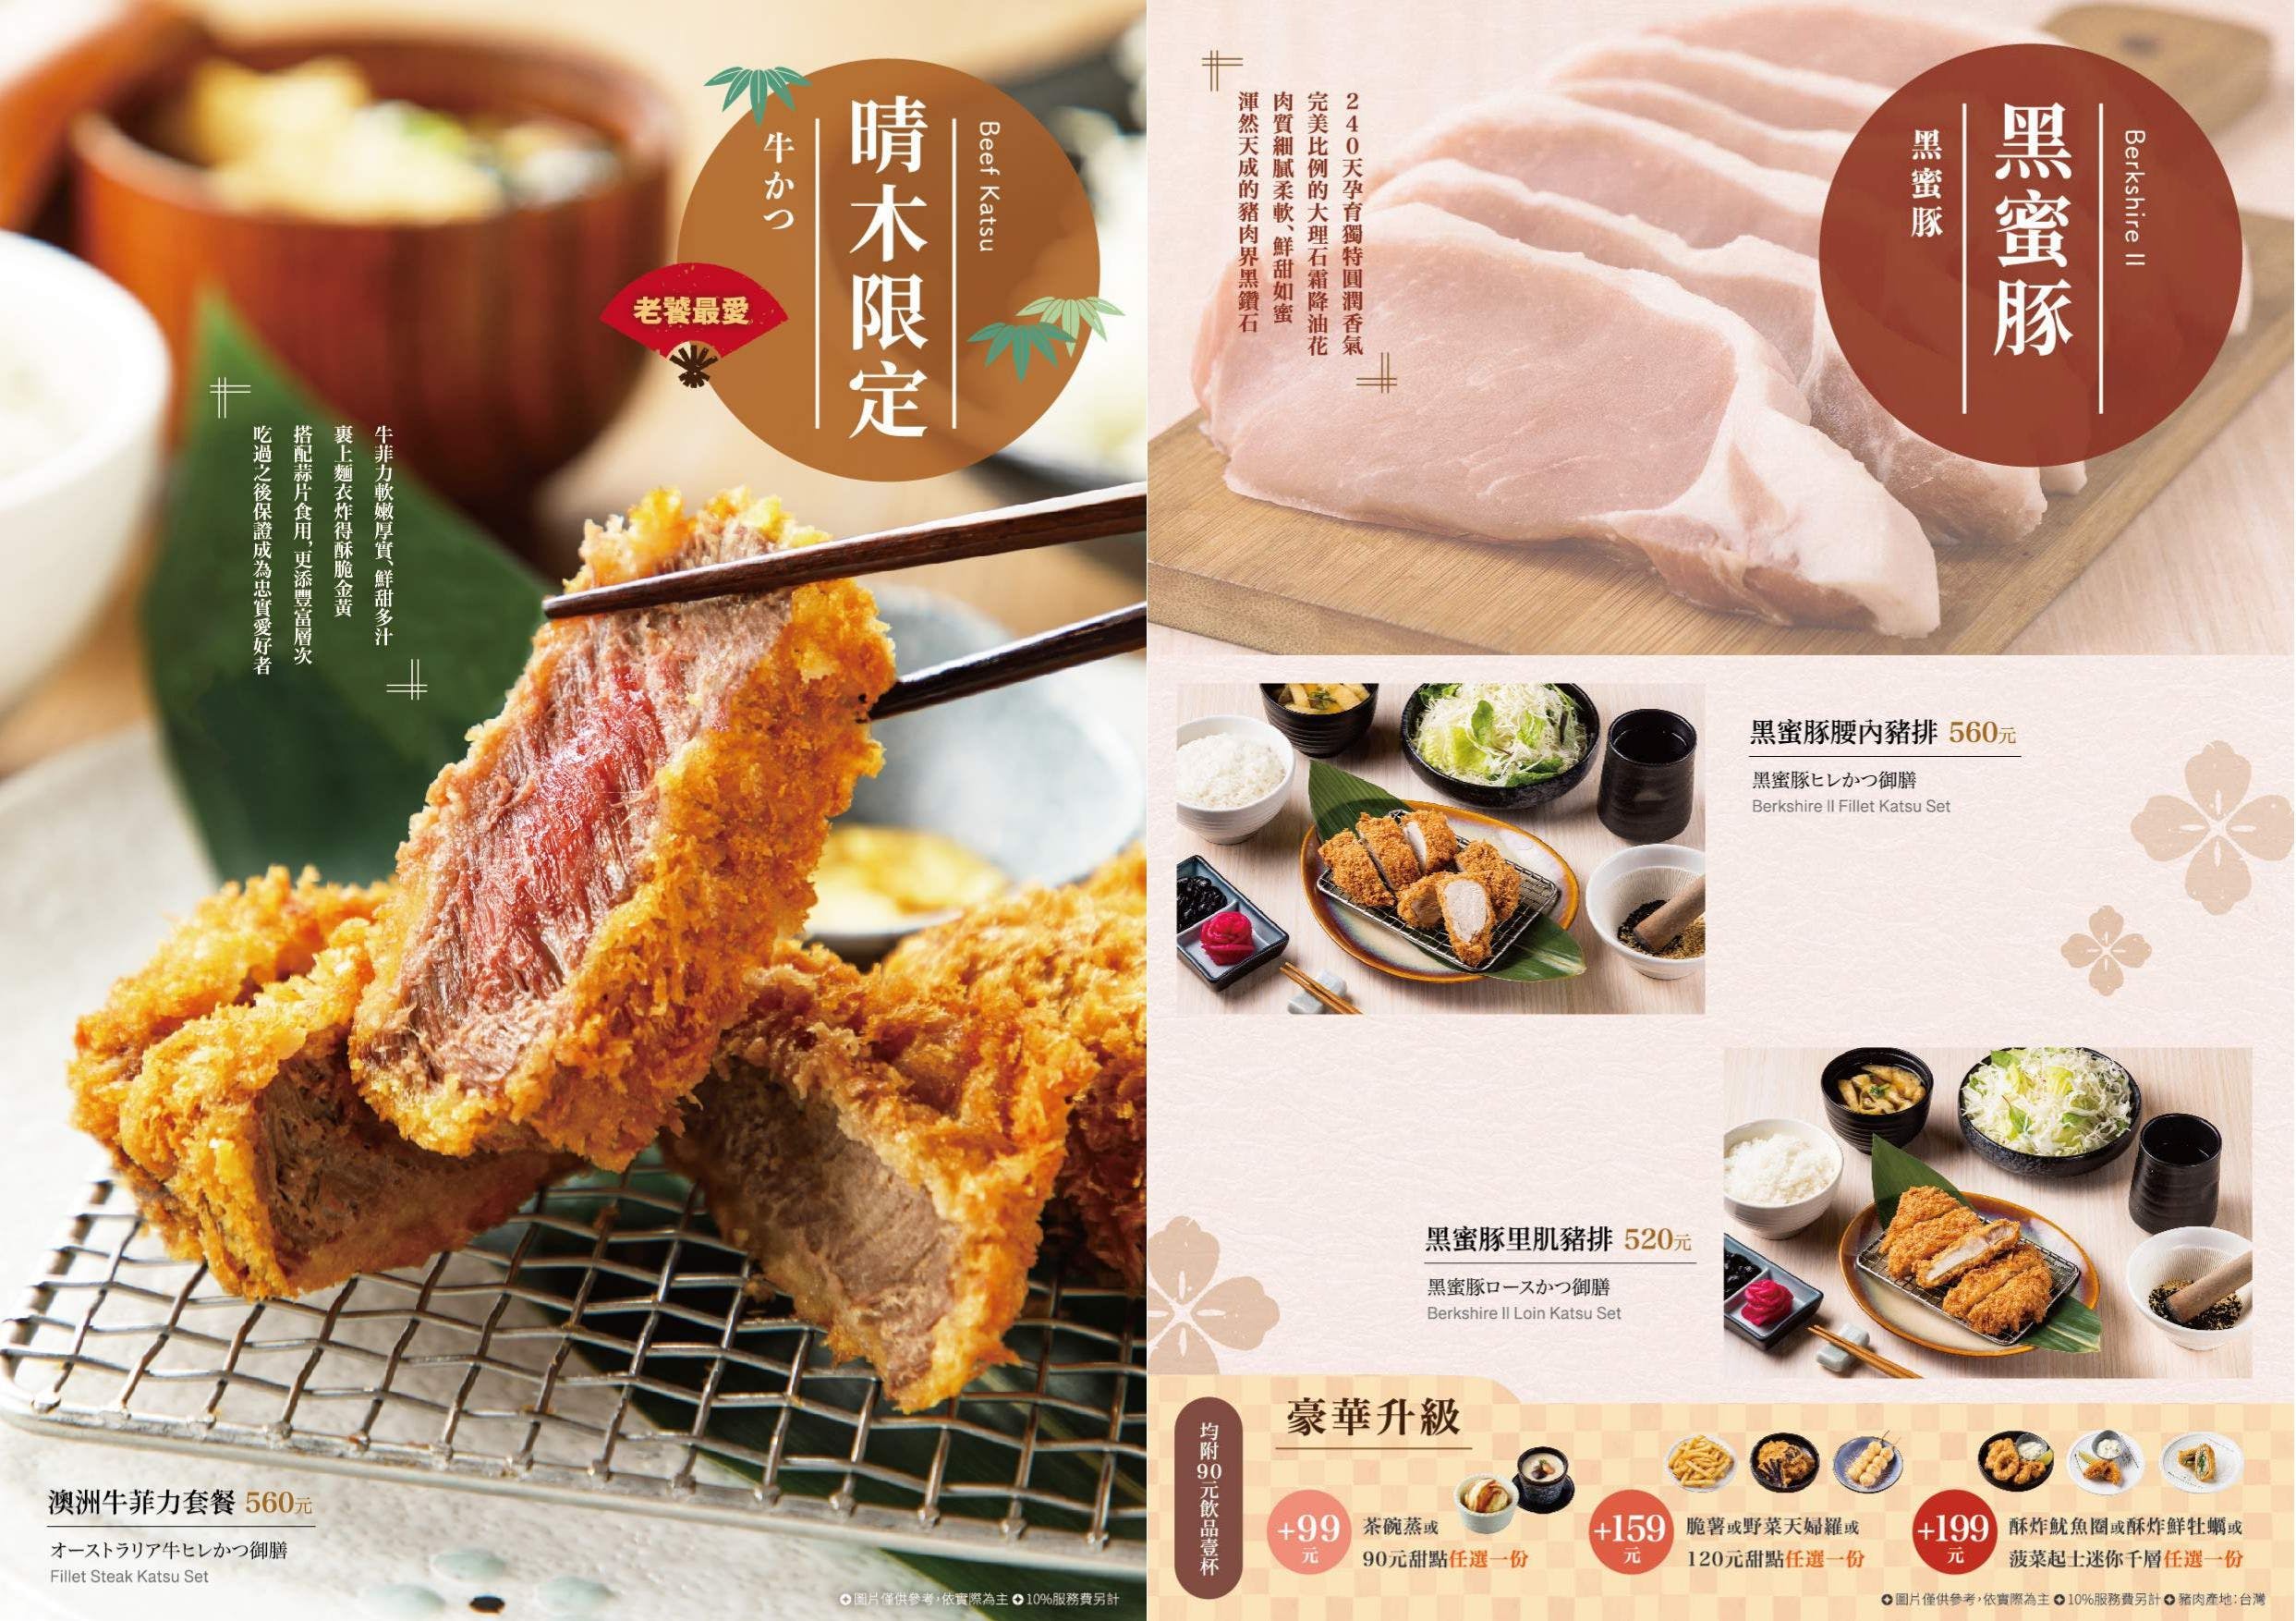 Beef Katsu
晴木限定
牛かつ
老饕最愛
牛菲力軟嫩厚實、鮮甜多汁
裹上麵衣炸得酥脆金黃
搭配蒜片食用，更添豐富層次
吃過之後保證成為忠實愛好者
澳洲牛菲力套餐 560元
オーストラリア牛ヒレかつ御膳
Fillet Steak Katsu Set
圖片僅供參考，依實際為主 10%服務費另計
Berkshire II
黑蜜豚
黑蜜豚
240天孕育獨特圓潤香氣
完美比例的大理石霜降油花
肉質細膩柔軟、鮮甜如蜜
渾然天成的豬肉界黑鑽石
黑蜜豚腰內豬排 560元
黑蜜豚ヒレかつ御膳
Berkshire II Fillet Katsu Set
黑蜜豚里肌豬排 520元
黑蜜豚ロースかつ御膳
Berkshire II Loin Katsu Set
均附90元飲品壹杯
豪華升級
+99元
茶碗蒸或
90元甜點任選一份
+159元
脆薯或野菜天婦羅或
120元甜點任選一份
+199元
酥炸魷魚圈或酥炸鮮牡蠣或
菠菜起士迷你千層任選一份
圖片僅供參考，依實際為主 10%服務費另計 豬肉產地：台灣